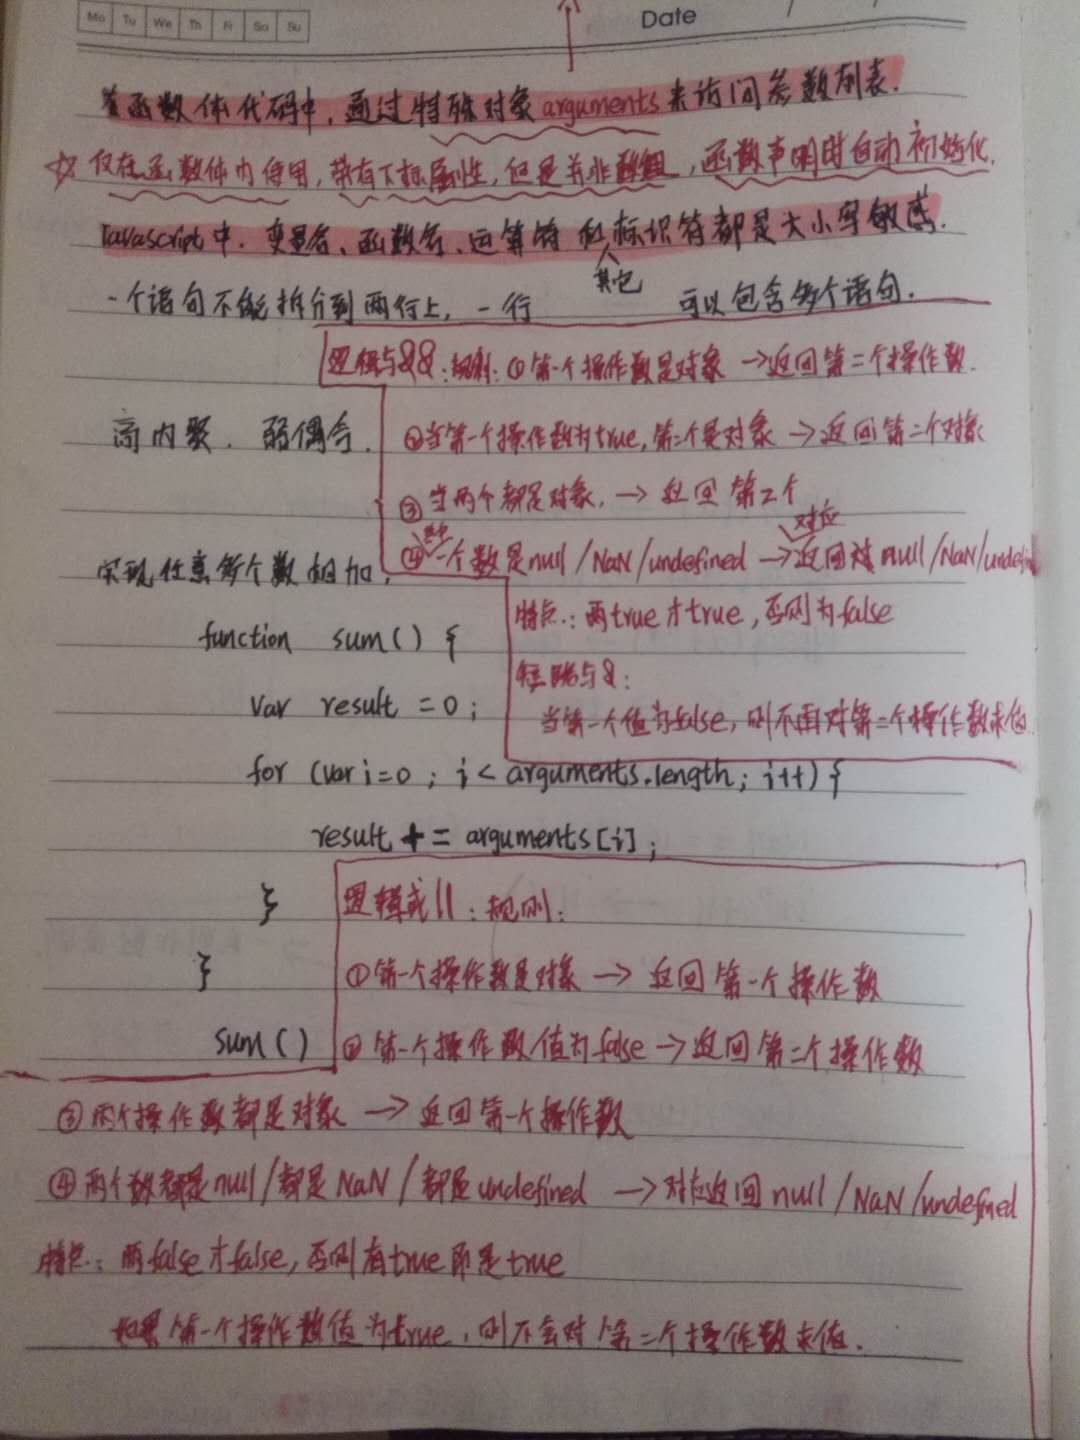 Mo Tu We Th Fr Sa Su
Date
在函数体代码中，通过特殊对象arguments来访问参数列表.
☆ 仅在函数体内使用，带有下标属性，但是并非数组，函数声明时自动初始化.
Javascript中，变量名、函数名、运算符和其它标识符都是大小写敏感.
一个语句不能拆分到两行上，一行 可以包含多个语句.
逻辑与&&：规则：①第一个操作数是对象 →返回第二个操作数.
高内聚．弱偶合.
②当第一个操作数为true，第二个是对象 →返回第二个对象
③当两个都是对象. → 返回第二个
④其中一个数是null/NaN/undefined →返回对应null/NaN/undefined
实现任意多个数相加，
特点：两true才true，否则为false
function sum() {
短路与&：
var result = 0;
当第一个值为false，则不再对第二个操作数求值
for (var i=0 ; i < arguments.length; i++) {
result += arguments[i];
}
逻辑或||：规则：
}
①第一个操作数是对象 → 返回第一个操作数
sum()
②第一个操作数值为false → 返回第二个操作数
③两个操作数都是对象 → 返回第一个操作数
④两个数都是null/都是NaN/都是undefined → 对应返回null/NaN/undefined
特点：两false才false，否则有true即是true
如果第一个操作数值为true，则不会对第二个操作数求值.